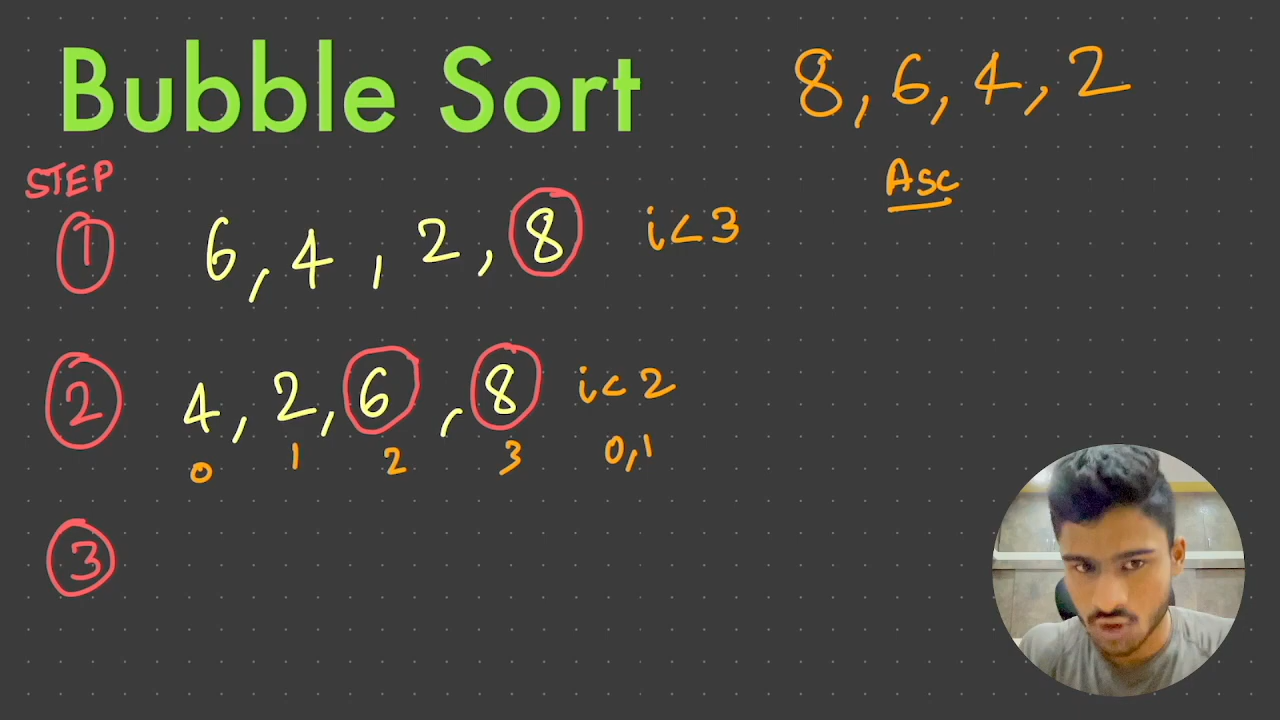 Bubble Sort
8, 6, 4, 2
Asc
STEP
1 6, 4, 2, 8 i<3
2 4, 2, 6, 8 i<2
0 1 2 3 0,1
3